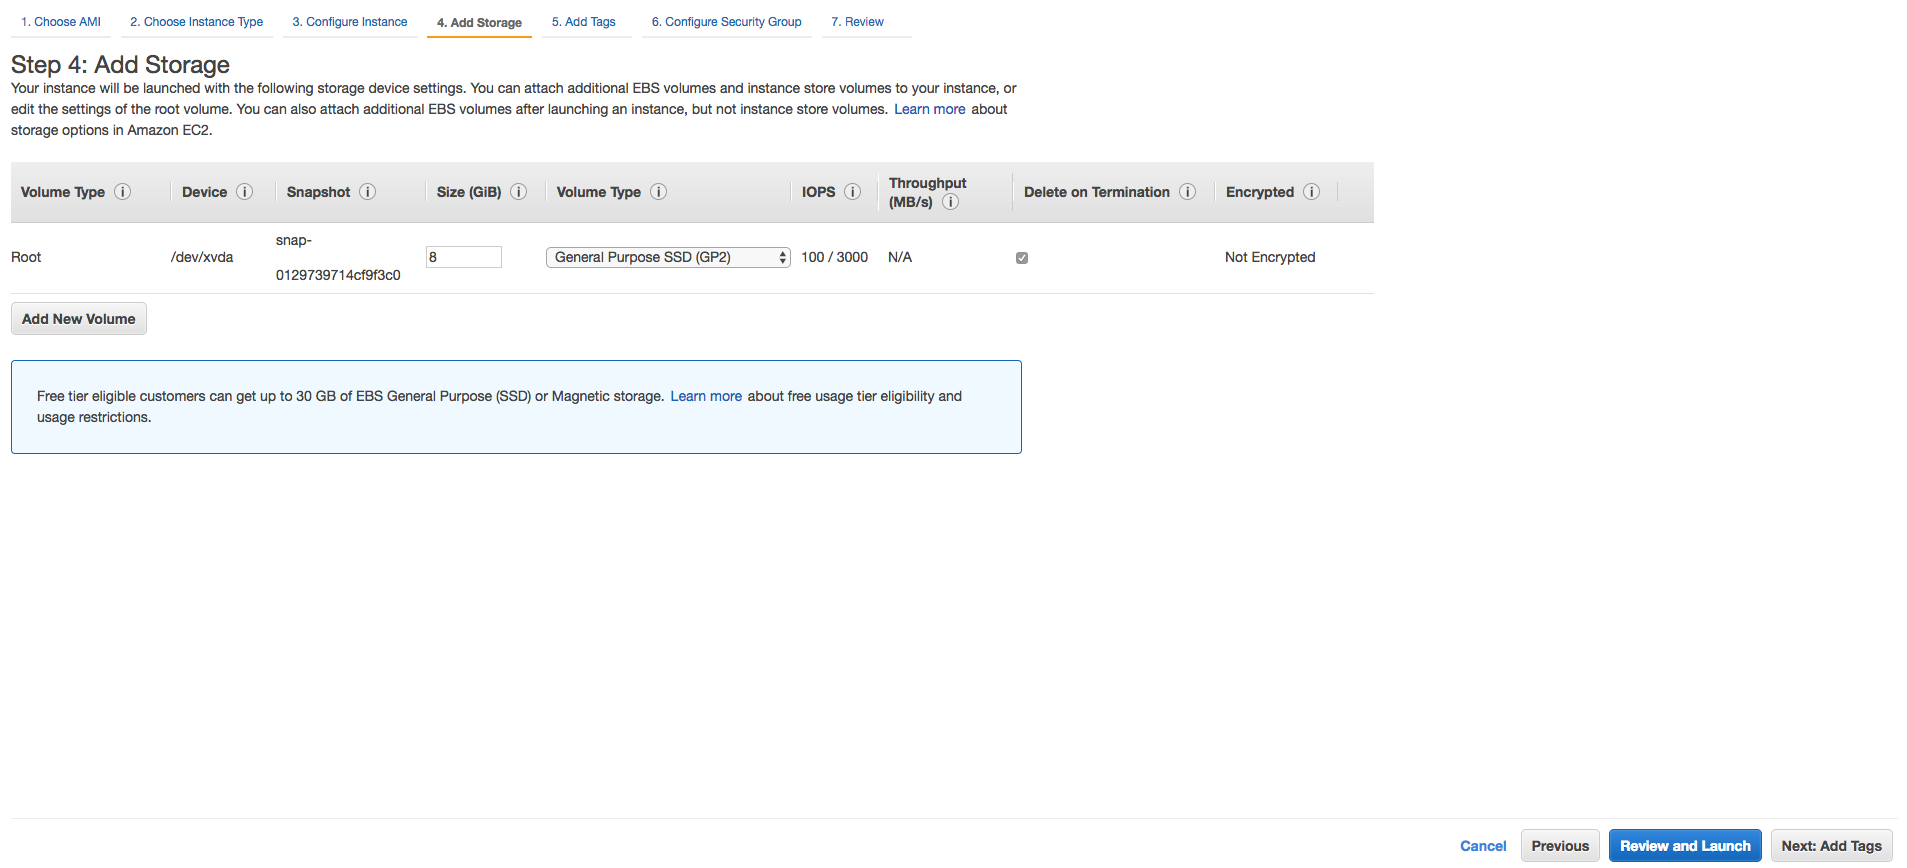 1. Choose AMI 2. Choose Instance Type 3. Configure Instance 4. Add Storage 5. Add Tags 6. Configure Security Group 7. Review
Step 4: Add Storage
Your instance will be launched with the following storage device settings. You can attach additional EBS volumes and instance store volumes to your instance, or
edit the settings of the root volume. You can also attach additional EBS volumes after launching an instance, but not instance store volumes. Learn more about
storage options in Amazon EC2.
Volume Type i Device i Snapshot i Size (GiB) i Volume Type i IOPS i Throughput (MB/s) i Delete on Termination i Encrypted i
Root /dev/xvda snap-0129739714cf9f3c0 8 General Purpose SSD (GP2) 100 / 3000 N/A Not Encrypted
Add New Volume
Free tier eligible customers can get up to 30 GB of EBS General Purpose (SSD) or Magnetic storage. Learn more about free usage tier eligibility and
usage restrictions.
Cancel Previous Review and Launch Next: Add Tags